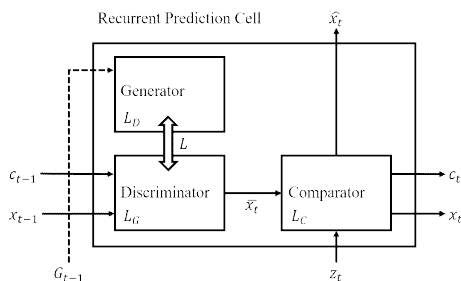 Recurrent Prediction Cell
x̂_t
Generator
L_D
L
c_{t-1}
Discriminator
x̄_t
Comparator
c_t
x_{t-1}
L_G
L_C
x_t
G_{t-1}
z_t